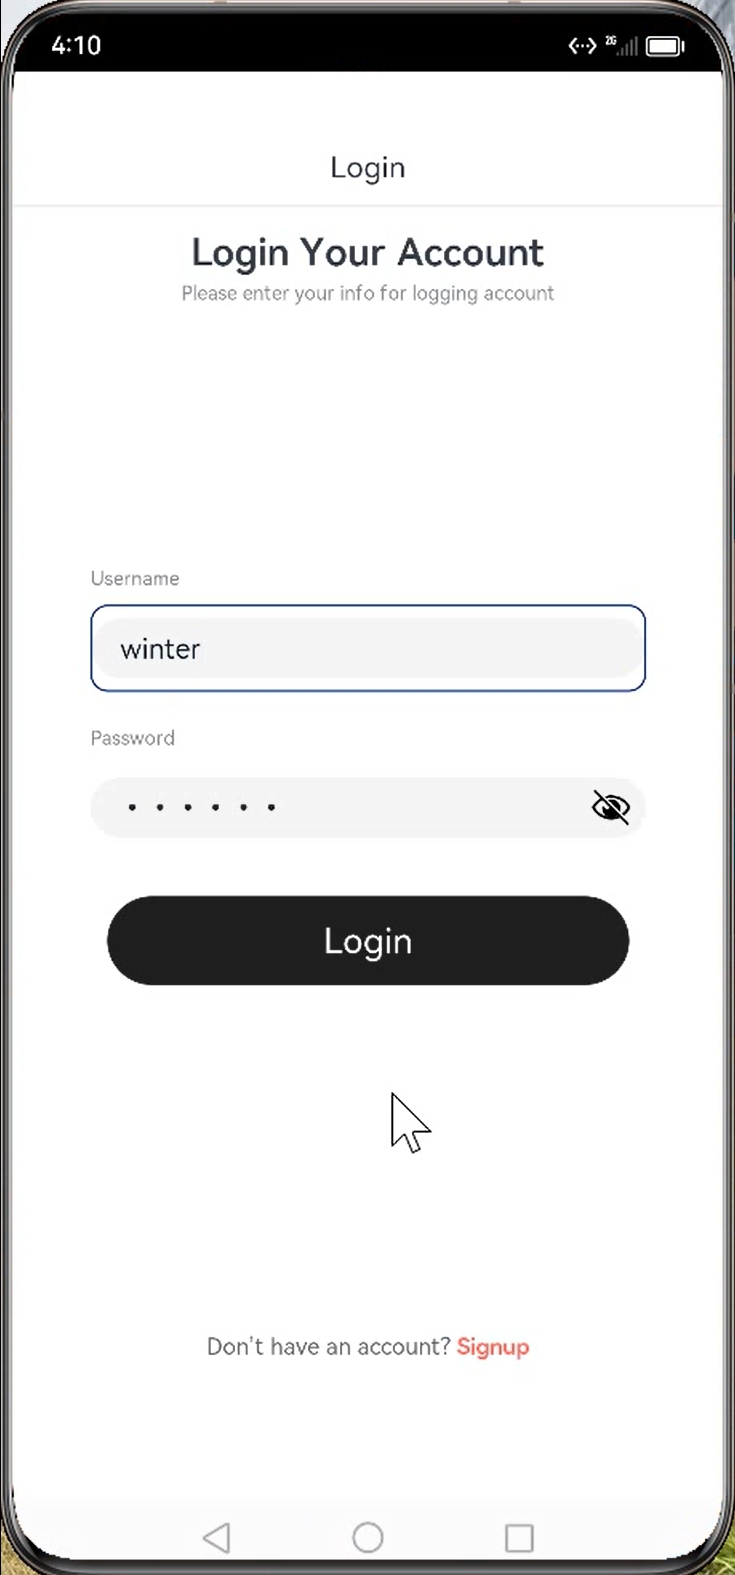 4:10
2G
Login
Login Your Account
Please enter your info for logging account
Username
winter
Password
Login
Don't have an account? Signup